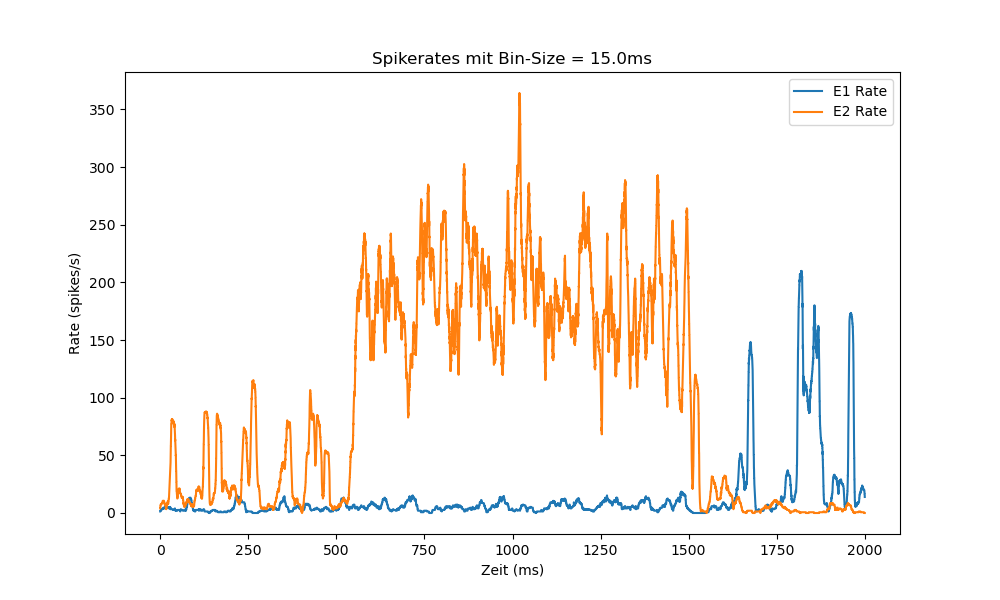 Spikerates mit Bin-Size = 15.0ms
E1 Rate
E2 Rate
350
300
250
200
150
100
50
0
Rate (spikes/s)
0 250 500 750 1000 1250 1500 1750 2000
Zeit (ms)